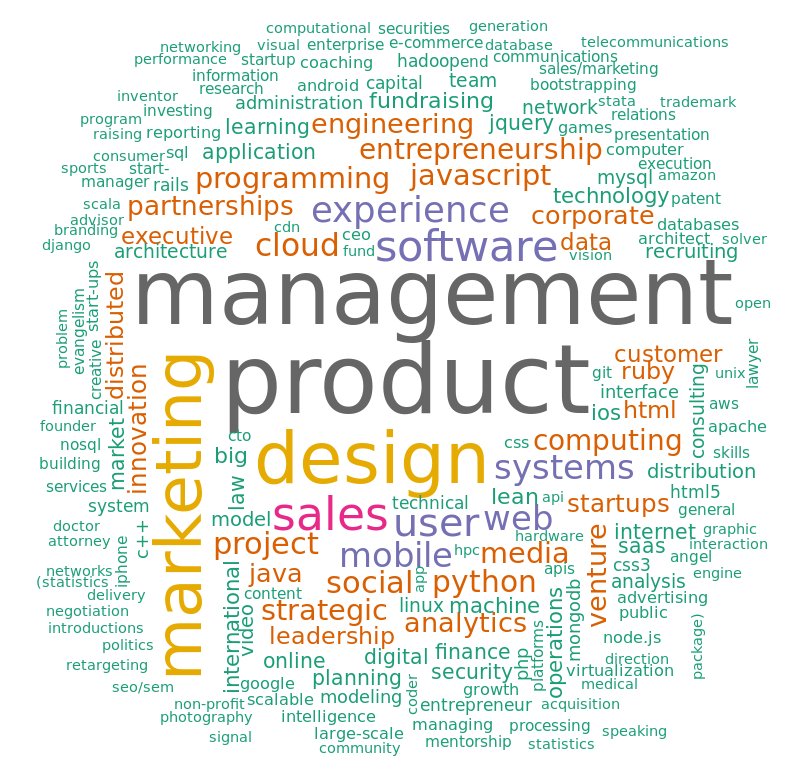 computational securities generation
networking visual enterprise e-commerce database telecommunications
performance startup coaching hadoop end communications
information sales/marketing
research android capital team bootstrapping
inventor investing administration fundraising network stata trademark
program relations
raising reporting learning engineering jquery games presentation
consumer sql application entrepreneurship computer
sports start- execution
manager rails programming javascript mysql amazon
scala partnerships experience technology patent
advisor corporate databases
branding executive cdn ceo
django architecture cloud fund software data vision architect solver recruiting
management open
problem evangelism start-ups creative distributed
product
customer
git ruby unix lawyer
interface
financial innovation marketing ios html consulting aws
founder market cto design css computing apache
nosql big skills
building systems distribution
services law g lean api startups html5
system sales technical general
model user web internet graphic
doctor c++ project hardware saas interaction
attorney mobile hpc media venture angel
networks iphone java apis css3 engine
(statistics content social app python analysis
delivery advertising
negotiation international video strategic linux machine operations mongodb public
introductions leadership analytics node.js
politics package)
retargeting online digital finance php platforms direction
seo/sem google planning security virtualization
non-profit scalable modeling coder growth medical
photography intelligence entrepreneur acquisition
signal large-scale managing processing speaking
community mentorship statistics